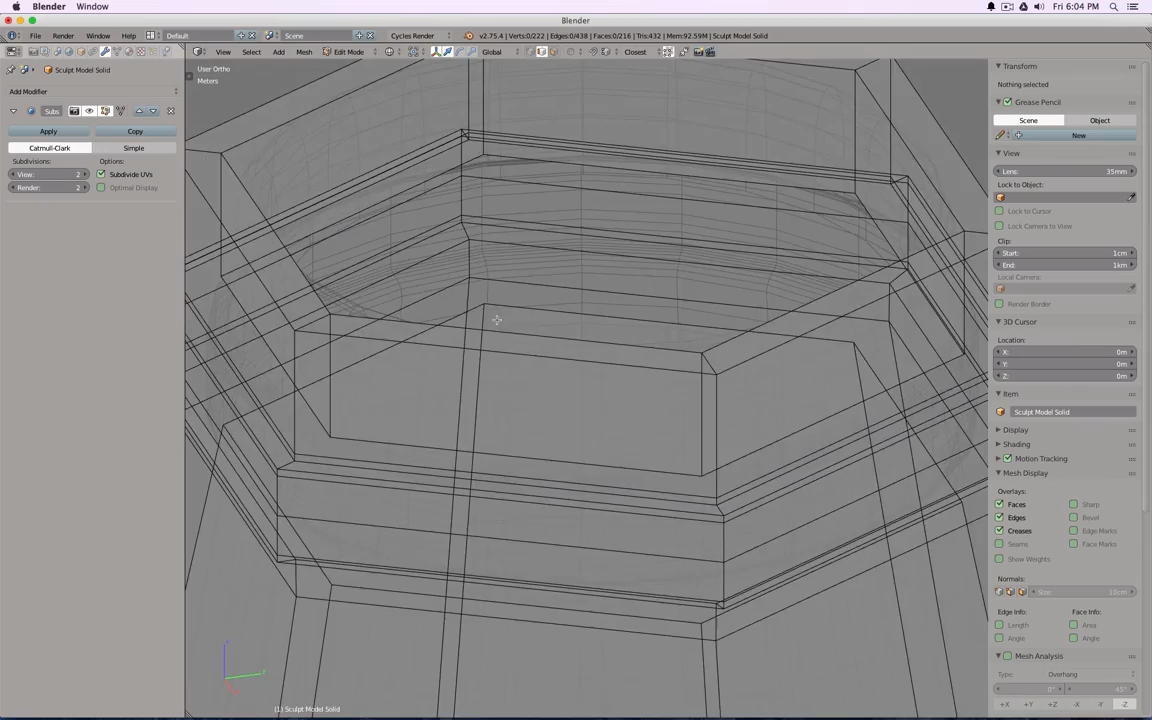 Blender Window Fri 6:04 PM
Blender
File Render Window Help Default Scene Cycles Render v2.75.4 | Verts:0/222 | Edges:0/438 | Faces:0/216 | Tris:432 | Mem:92.59M | Sculpt Model Solid
View Select Add Mesh Edit Mode Global Closest
Sculpt Model Solid
Add Modifier
Subs
Apply Copy
Catmull-Clark Simple
Subdivisions: Options:
View: 2 Subdivide UVs
Render: 2 Optimal Display
User Ortho
Meters
(1) Sculpt Model Solid
Transform
Nothing selected
Grease Pencil
Scene Object
New
View
Lens: 35mm
Lock to Object:
Lock to Cursor
Lock Camera to View
Clip:
Start: 1cm
End: 1km
Local Camera:
Render Border
3D Cursor
Location:
X: 0m
Y: 0m
Z: 0m
Item
Sculpt Model Solid
Display
Shading
Motion Tracking
Mesh Display
Overlays:
Faces Sharp
Edges Bevel
Creases Edge Marks
Seams Face Marks
Show Weights
Normals:
Size: 10cm
Edge Info: Face Info:
Length Area
Angle Angle
Mesh Analysis
Type: Overhang
0° 45°
+X +Y +Z -X -Y -Z